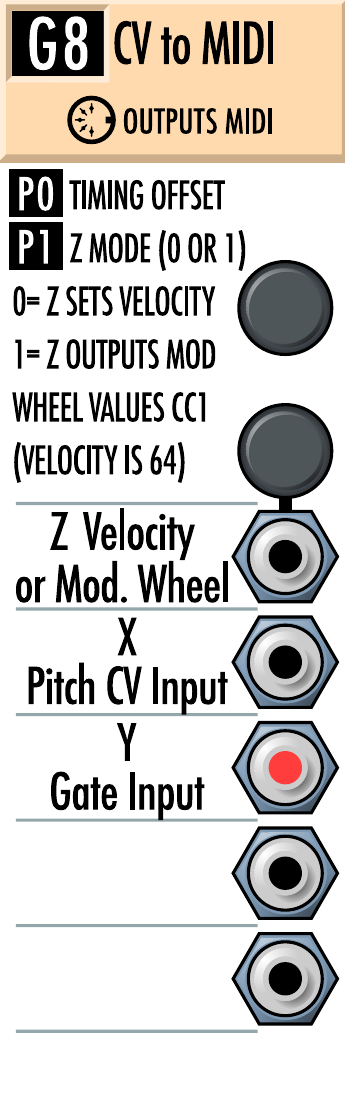 G8 CV to MIDI
OUTPUTS MIDI
P0 TIMING OFFSET
P1 Z MODE (0 OR 1)
0= Z SETS VELOCITY
1= Z OUTPUTS MOD
WHEEL VALUES CC1
(VELOCITY IS 64)
Z Velocity
or Mod. Wheel
X
Pitch CV Input
Y
Gate Input